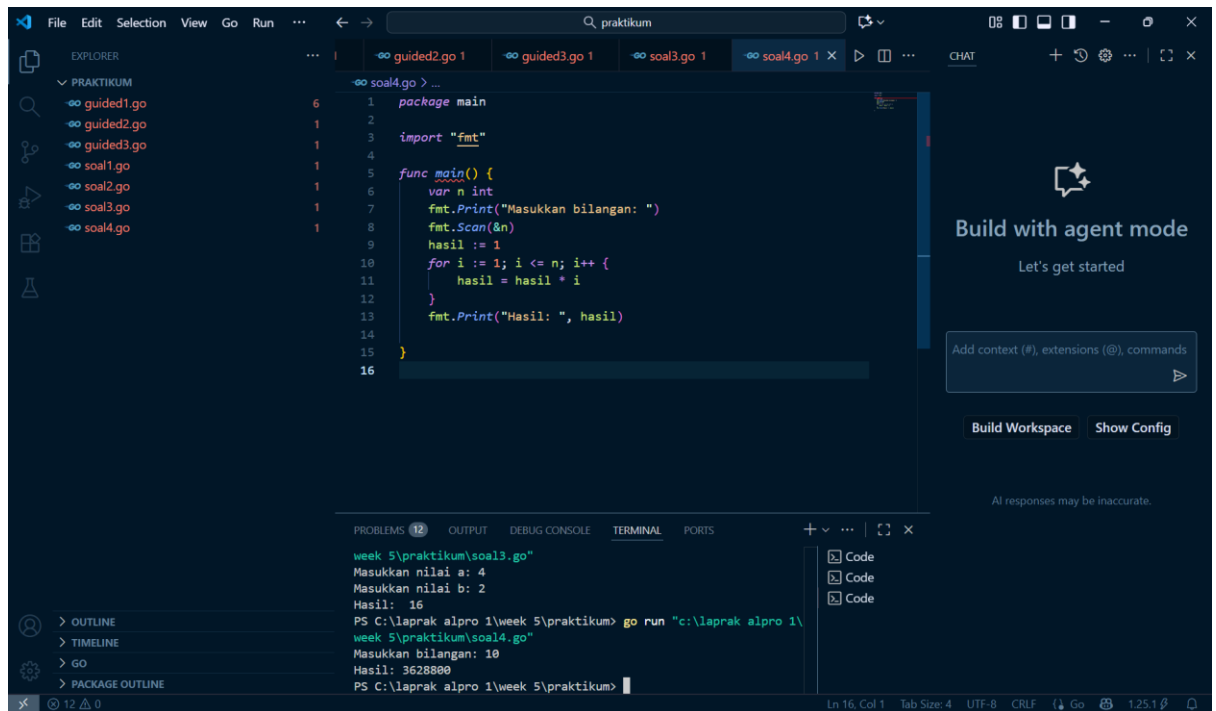 File Edit Selection View Go Run ··· praktikum
EXPLORER ···
PRAKTIKUM
guided1.go 6
guided2.go 1
guided3.go 1
soal1.go 1
soal2.go 1
soal3.go 1
soal4.go 1
OUTLINE
TIMELINE
GO
PACKAGE OUTLINE
guided2.go 1 guided3.go 1 soal3.go 1 soal4.go 1
soal4.go > ...
1 package main
2
3 import "fmt"
4
5 func main() {
6 var n int
7 fmt.Print("Masukkan bilangan: ")
8 fmt.Scan(&n)
9 hasil := 1
10 for i := 1; i <= n; i++ {
11 hasil = hasil * i
12 }
13 fmt.Print("Hasil: ", hasil)
14
15 }
16
PROBLEMS 12 OUTPUT DEBUG CONSOLE TERMINAL PORTS
week 5\praktikum\soal3.go"
Masukkan nilai a: 4
Masukkan nilai b: 2
Hasil: 16
PS C:\laprak alpro 1\week 5\praktikum> go run "c:\laprak alpro 1\
week 5\praktikum\soal4.go"
Masukkan bilangan: 10
Hasil: 3628800
PS C:\laprak alpro 1\week 5\praktikum>
Code
Code
Code
CHAT
Build with agent mode
Let's get started
Add context (#), extensions (@), commands
Build Workspace Show Config
AI responses may be inaccurate.
12 0 Ln 16, Col 1 Tab Size: 4 UTF-8 CRLF Go 1.25.1